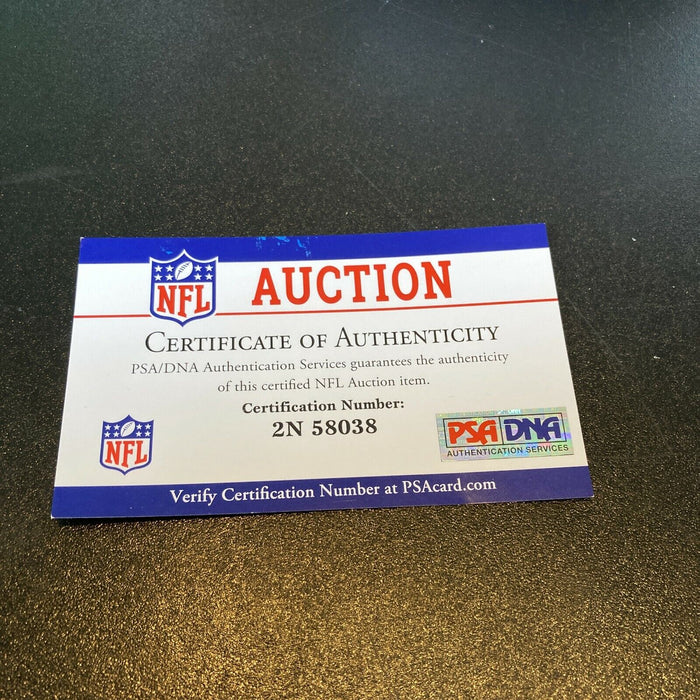 NFL AUCTION
CERTIFICATE OF AUTHENTICITY
PSA/DNA Authentication Services guarantees the authenticity
of this certified NFL Auction item.
Certification Number:
2N 58038
NFL
PSA DNA
AUTHENTICATION SERVICES
Verify Certification Number at PSAcard.com